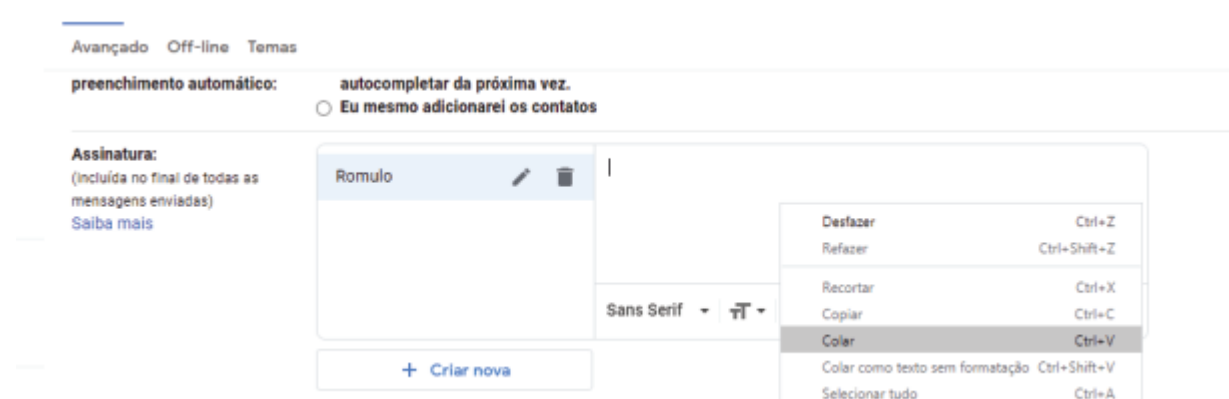 Avançado Off-line Temas
preenchimento automático: autocompletar da próxima vez.
Eu mesmo adicionarei os contatos
Assinatura:
(incluída no final de todas as
mensagens enviadas)
Saiba mais
Romulo
Sans Serif
Desfazer Ctrl+Z
Refazer Ctrl+Shift+Z
Recortar Ctrl+X
Copiar Ctrl+C
Colar Ctrl+V
Colar como texto sem formatação Ctrl+Shift+V
Selecionar tudo Ctrl+A
+ Criar nova